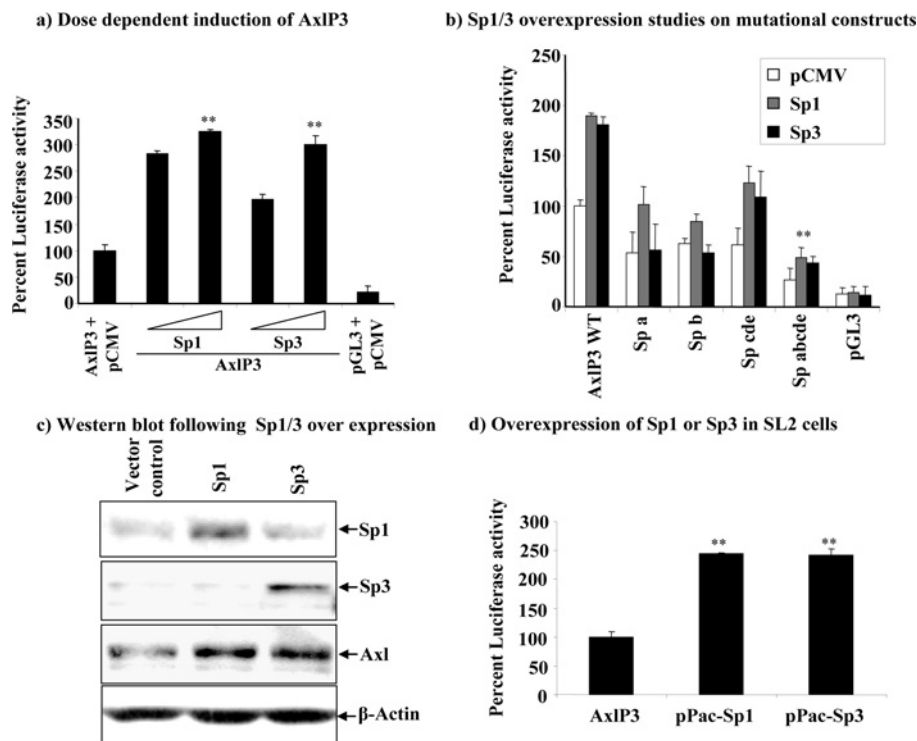 a) Dose dependent induction of AxlP3
Percent Luciferase activity
350
300
250
200
150
100
50
0
**
**
AxlP3 +
pCMV
Sp1
Sp3
AxlP3
pGL3 +
pCMV
b) Sp1/3 overexpression studies on mutational constructs
Percent Luciferase activity
250
200
150
100
50
0
pCMV
Sp1
Sp3
**
AxlP3 WT
Sp a
Sp b
Sp cde
Sp abcde
pGL3
c) Western blot following Sp1/3 over expression
Vector
control
Sp1
Sp3
Sp1
Sp3
Axl
β-Actin
d) Overexpression of Sp1 or Sp3 in SL2 cells
Percent Luciferase activity
300
250
200
150
100
50
0
**
**
AxlP3
pPac-Sp1
pPac-Sp3